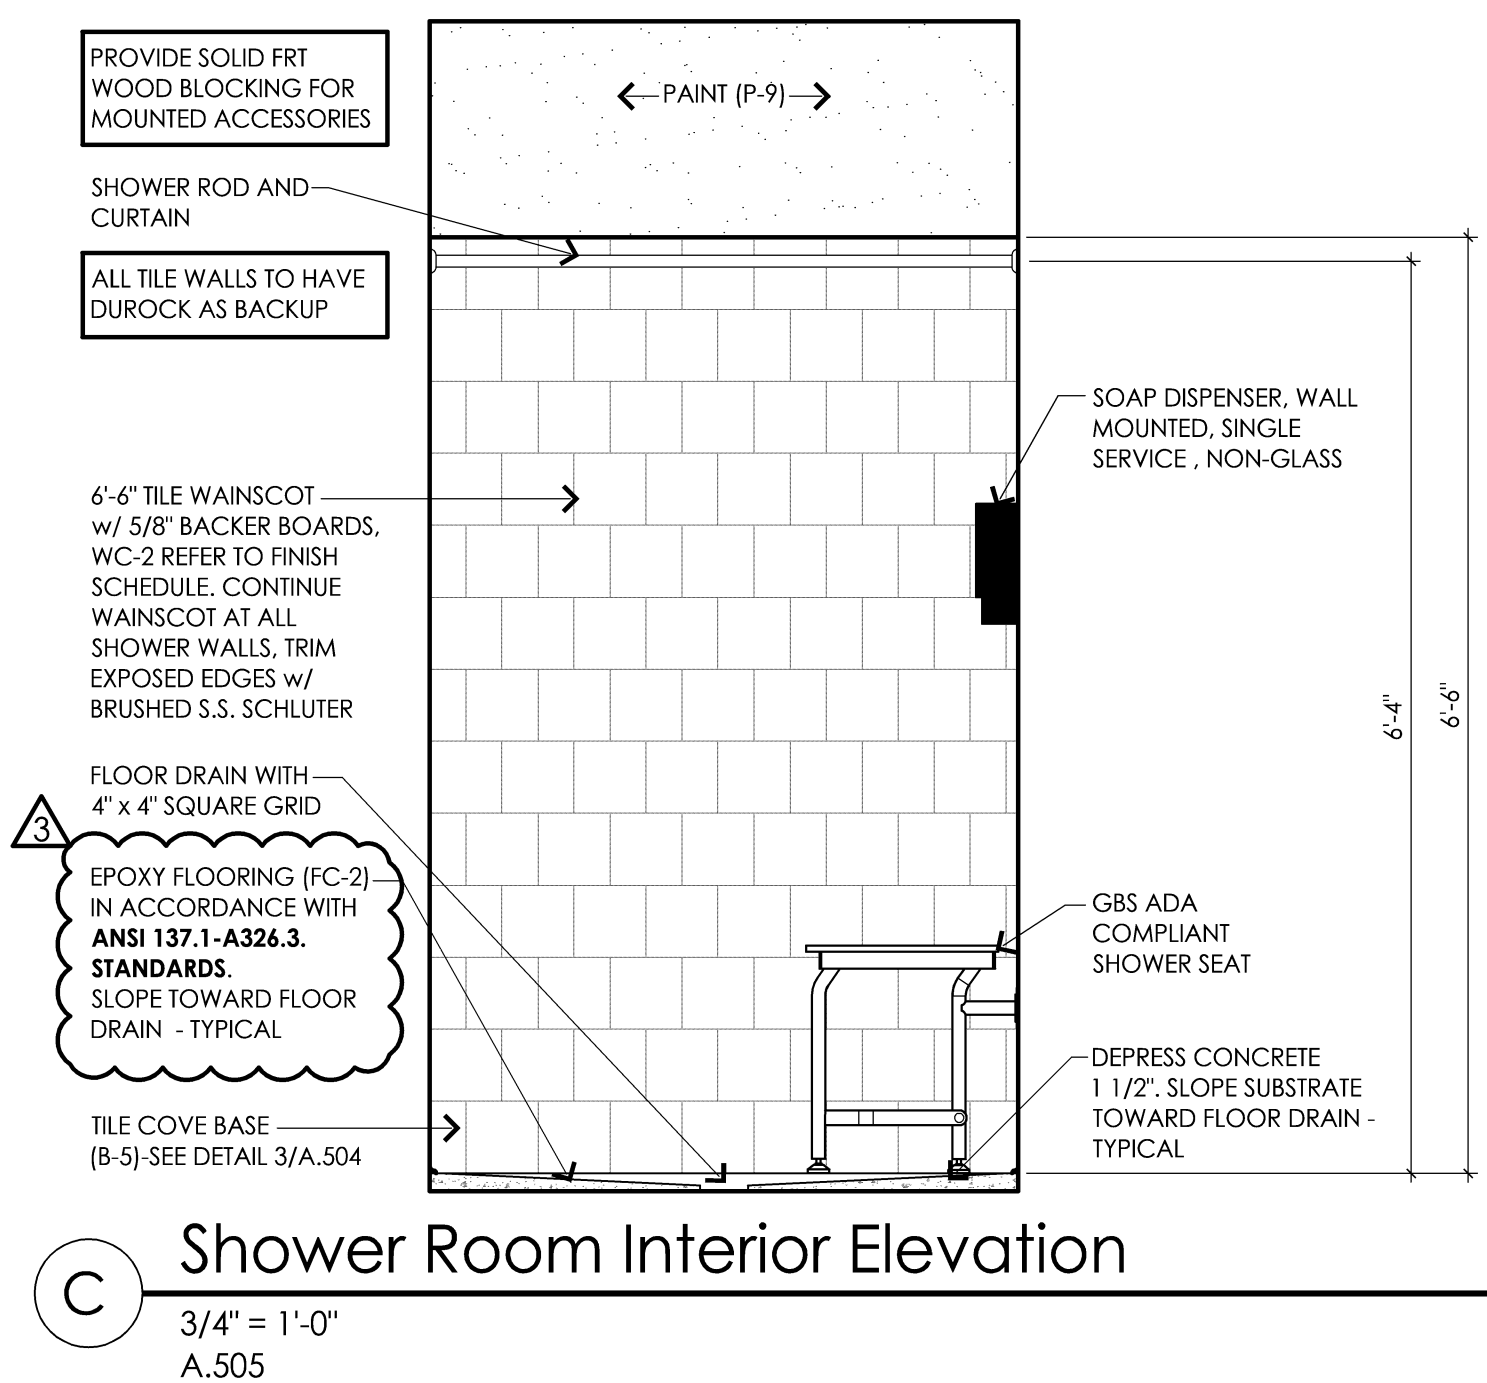 PROVIDE SOLID FRT
WOOD BLOCKING FOR
MOUNTED ACCESSORIES
PAINT (P-9)
SHOWER ROD AND
CURTAIN
ALL TILE WALLS TO HAVE
DUROCK AS BACKUP
SOAP DISPENSER, WALL
MOUNTED, SINGLE
SERVICE , NON-GLASS
6'-6" TILE WAINSCOT
w/ 5/8" BACKER BOARDS,
WC-2 REFER TO FINISH
SCHEDULE. CONTINUE
WAINSCOT AT ALL
SHOWER WALLS, TRIM
EXPOSED EDGES w/
BRUSHED S.S. SCHLUTER
6'-4"
6'-6"
FLOOR DRAIN WITH
4" x 4" SQUARE GRID
3
EPOXY FLOORING (FC-2)
IN ACCORDANCE WITH
ANSI 137.1-A326.3.
STANDARDS.
SLOPE TOWARD FLOOR
DRAIN - TYPICAL
GBS ADA
COMPLIANT
SHOWER SEAT
DEPRESS CONCRETE
1 1/2". SLOPE SUBSTRATE
TOWARD FLOOR DRAIN -
TYPICAL
TILE COVE BASE
(B-5)-SEE DETAIL 3/A.504
C
Shower Room Interior Elevation
3/4" = 1'-0"
A.505